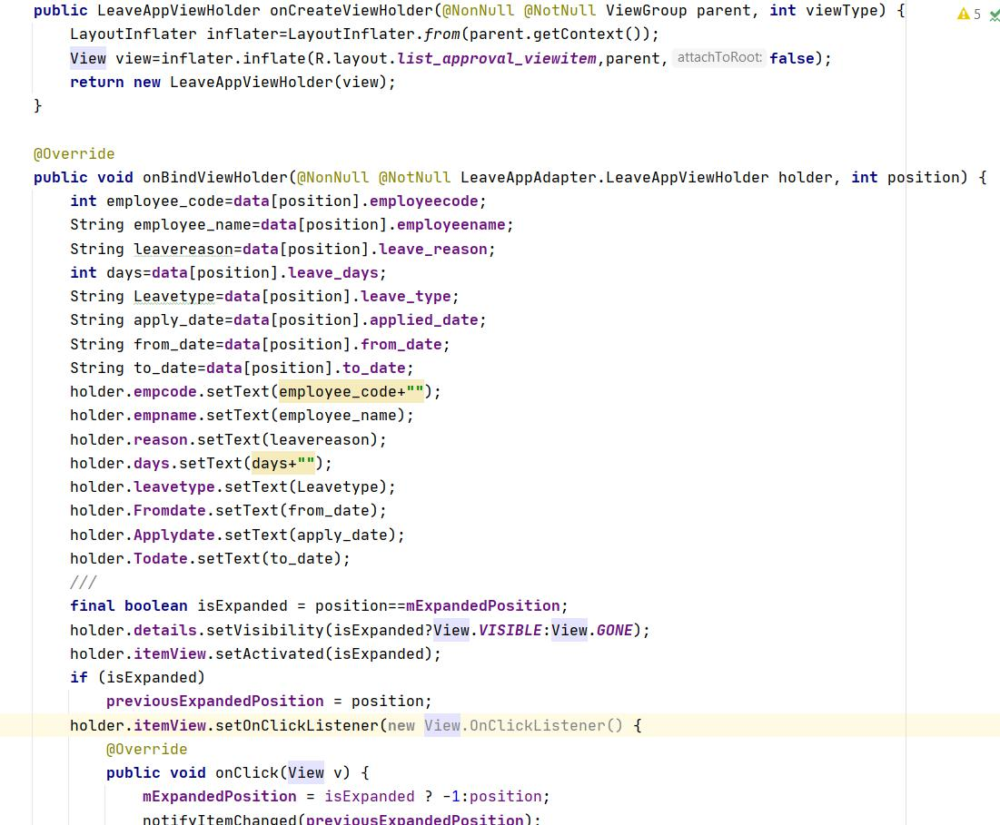 public LeaveAppViewHolder onCreateViewHolder(@NonNull @NotNull ViewGroup parent, int viewType) { 5
LayoutInflater inflater=LayoutInflater.from(parent.getContext());
View view=inflater.inflate(R.layout.list_approval_viewitem,parent, attachToRoot: false);
return new LeaveAppViewHolder(view);
}
@Override
public void onBindViewHolder(@NonNull @NotNull LeaveAppAdapter.LeaveAppViewHolder holder, int position) {
int employee_code=data[position].employeecode;
String employee_name=data[position].employeename;
String leavereason=data[position].leave_reason;
int days=data[position].leave_days;
String Leavetype=data[position].leave_type;
String apply_date=data[position].applied_date;
String from_date=data[position].from_date;
String to_date=data[position].to_date;
holder.empcode.setText(employee_code+"");
holder.empname.setText(employee_name);
holder.reason.setText(leavereason);
holder.days.setText(days+"");
holder.leavetype.setText(Leavetype);
holder.Fromdate.setText(from_date);
holder.Applydate.setText(apply_date);
holder.Todate.setText(to_date);
///
final boolean isExpanded = position==mExpandedPosition;
holder.details.setVisibility(isExpanded?View.VISIBLE:View.GONE);
holder.itemView.setActivated(isExpanded);
if (isExpanded)
previousExpandedPosition = position;
holder.itemView.setOnClickListener(new View.OnClickListener() {
@Override
public void onClick(View v) {
mExpandedPosition = isExpanded ? -1:position;
notifyItemChanged(previousExpandedPosition);